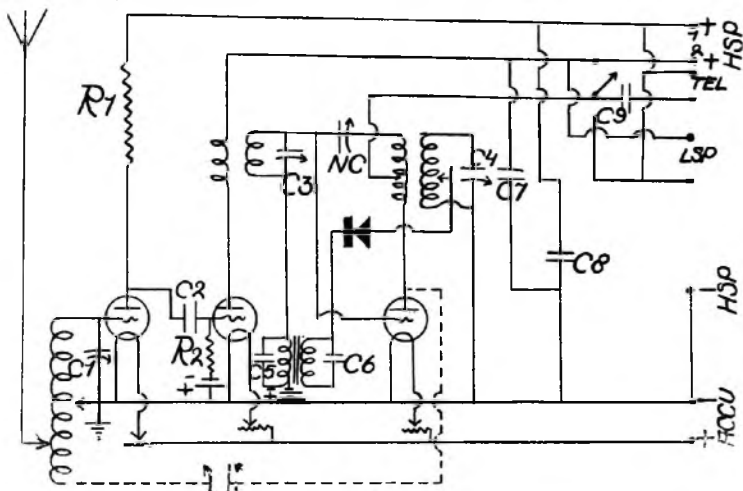 R1
C1
C2
R2
C3
NC
C4
C5
C6
C7
C8
C9
+ 1
+ 2
HSP
TEL
LSP
- HSP
- ACCU
+